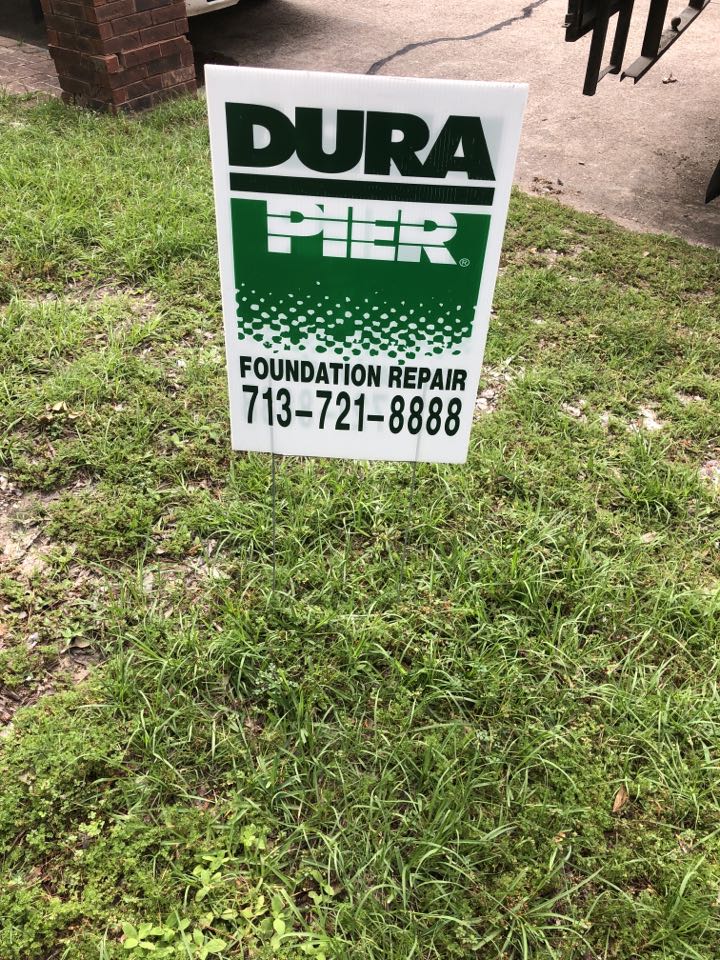 DURA
PIER®
FOUNDATION REPAIR
713-721-8888